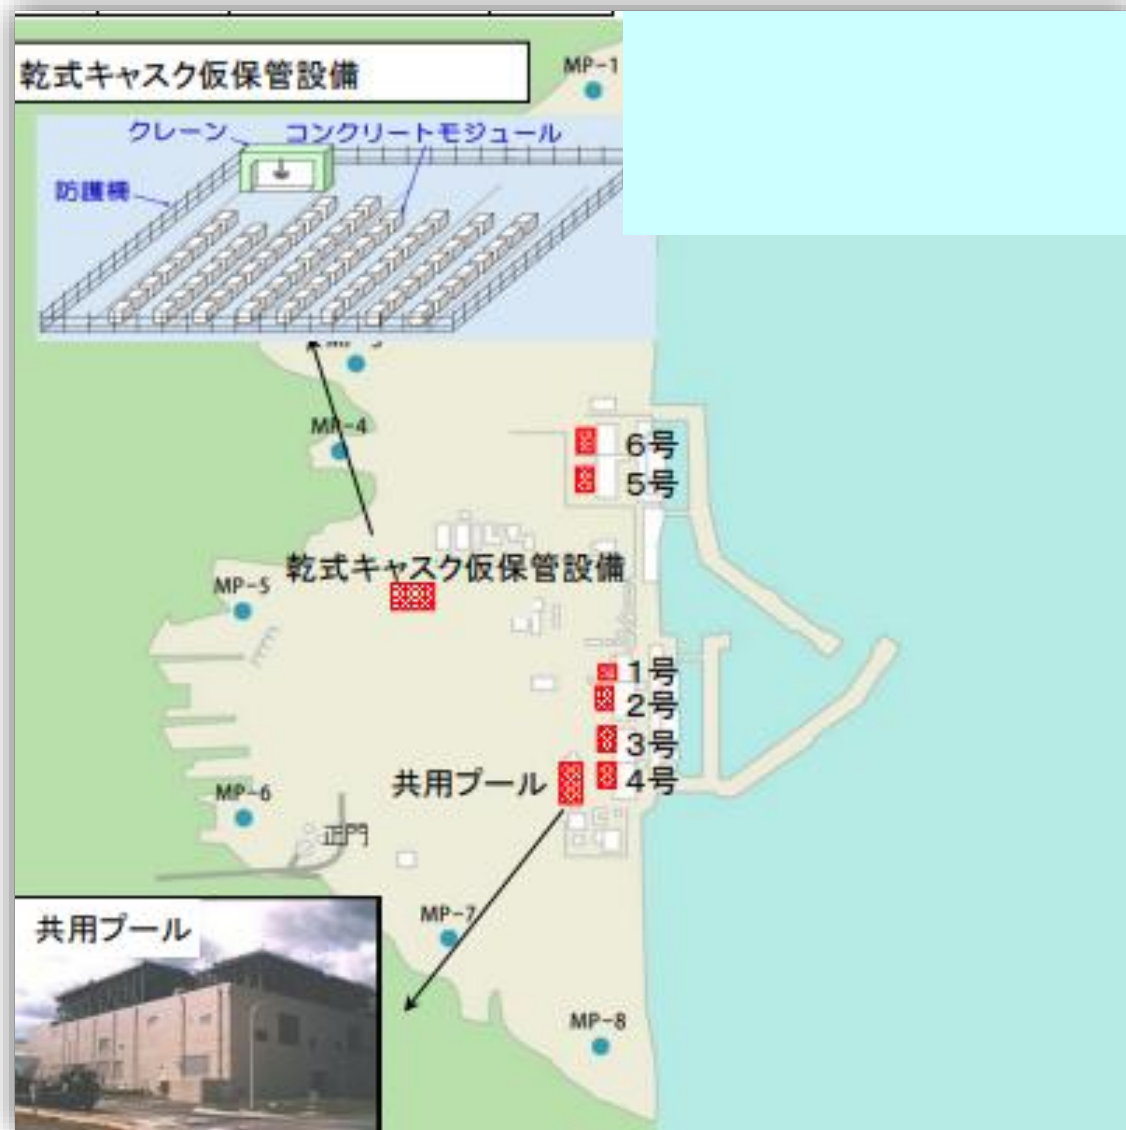 乾式キャスク仮保管設備
MP-1
クレーン
コンクリートモジュール
防護柵
MP-4
6号
5号
乾式キャスク仮保管設備
MP-5
1号
2号
3号
共用プール
4号
MP-6
正門
MP-7
共用プール
MP-8